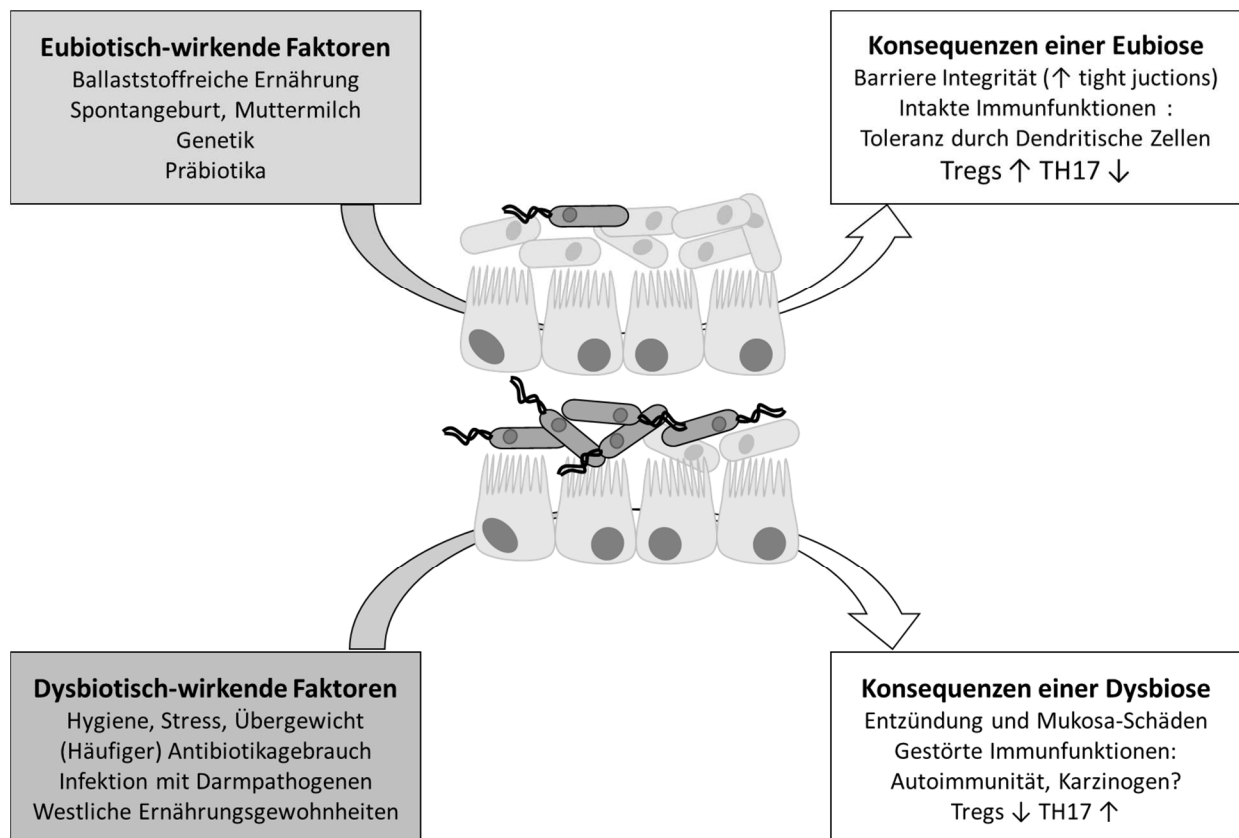 Eubiotisch-wirkende Faktoren
Ballaststoffreiche Ernährung
Spontangeburt, Muttermilch
Genetik
Präbiotika
Konsequenzen einer Eubiose
Barriere Integrität (↑ tight juctions)
Intakte Immunfunktionen :
Toleranz durch Dendritische Zellen
Tregs ↑ TH17 ↓
Dysbiotisch-wirkende Faktoren
Hygiene, Stress, Übergewicht
(Häufiger) Antibiotikagebrauch
Infektion mit Darmpathogenen
Westliche Ernährungsgewohnheiten
Konsequenzen einer Dysbiose
Entzündung und Mukosa-Schäden
Gestörte Immunfunktionen:
Autoimmunität, Karzinogen?
Tregs ↓ TH17 ↑